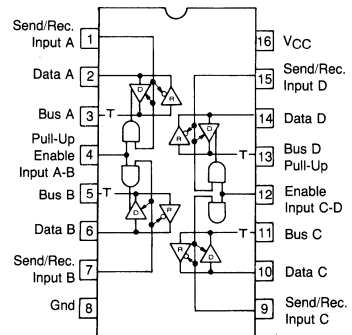 Send/Rec.
Input A
1
Data A
2
Bus A
3
Pull-Up
Enable
Input A-B
4
Bus B
5
Data B
6
Send/Rec.
Input B
7
Gnd
8
16
VCC
15
Send/Rec.
Input D
14
Data D
13
Bus D
Pull-Up
12
Enable
Input C-D
11
Bus C
10
Data C
9
Send/Rec.
Input C
D
R
R
D
D
R
R
D
T
T
T
T